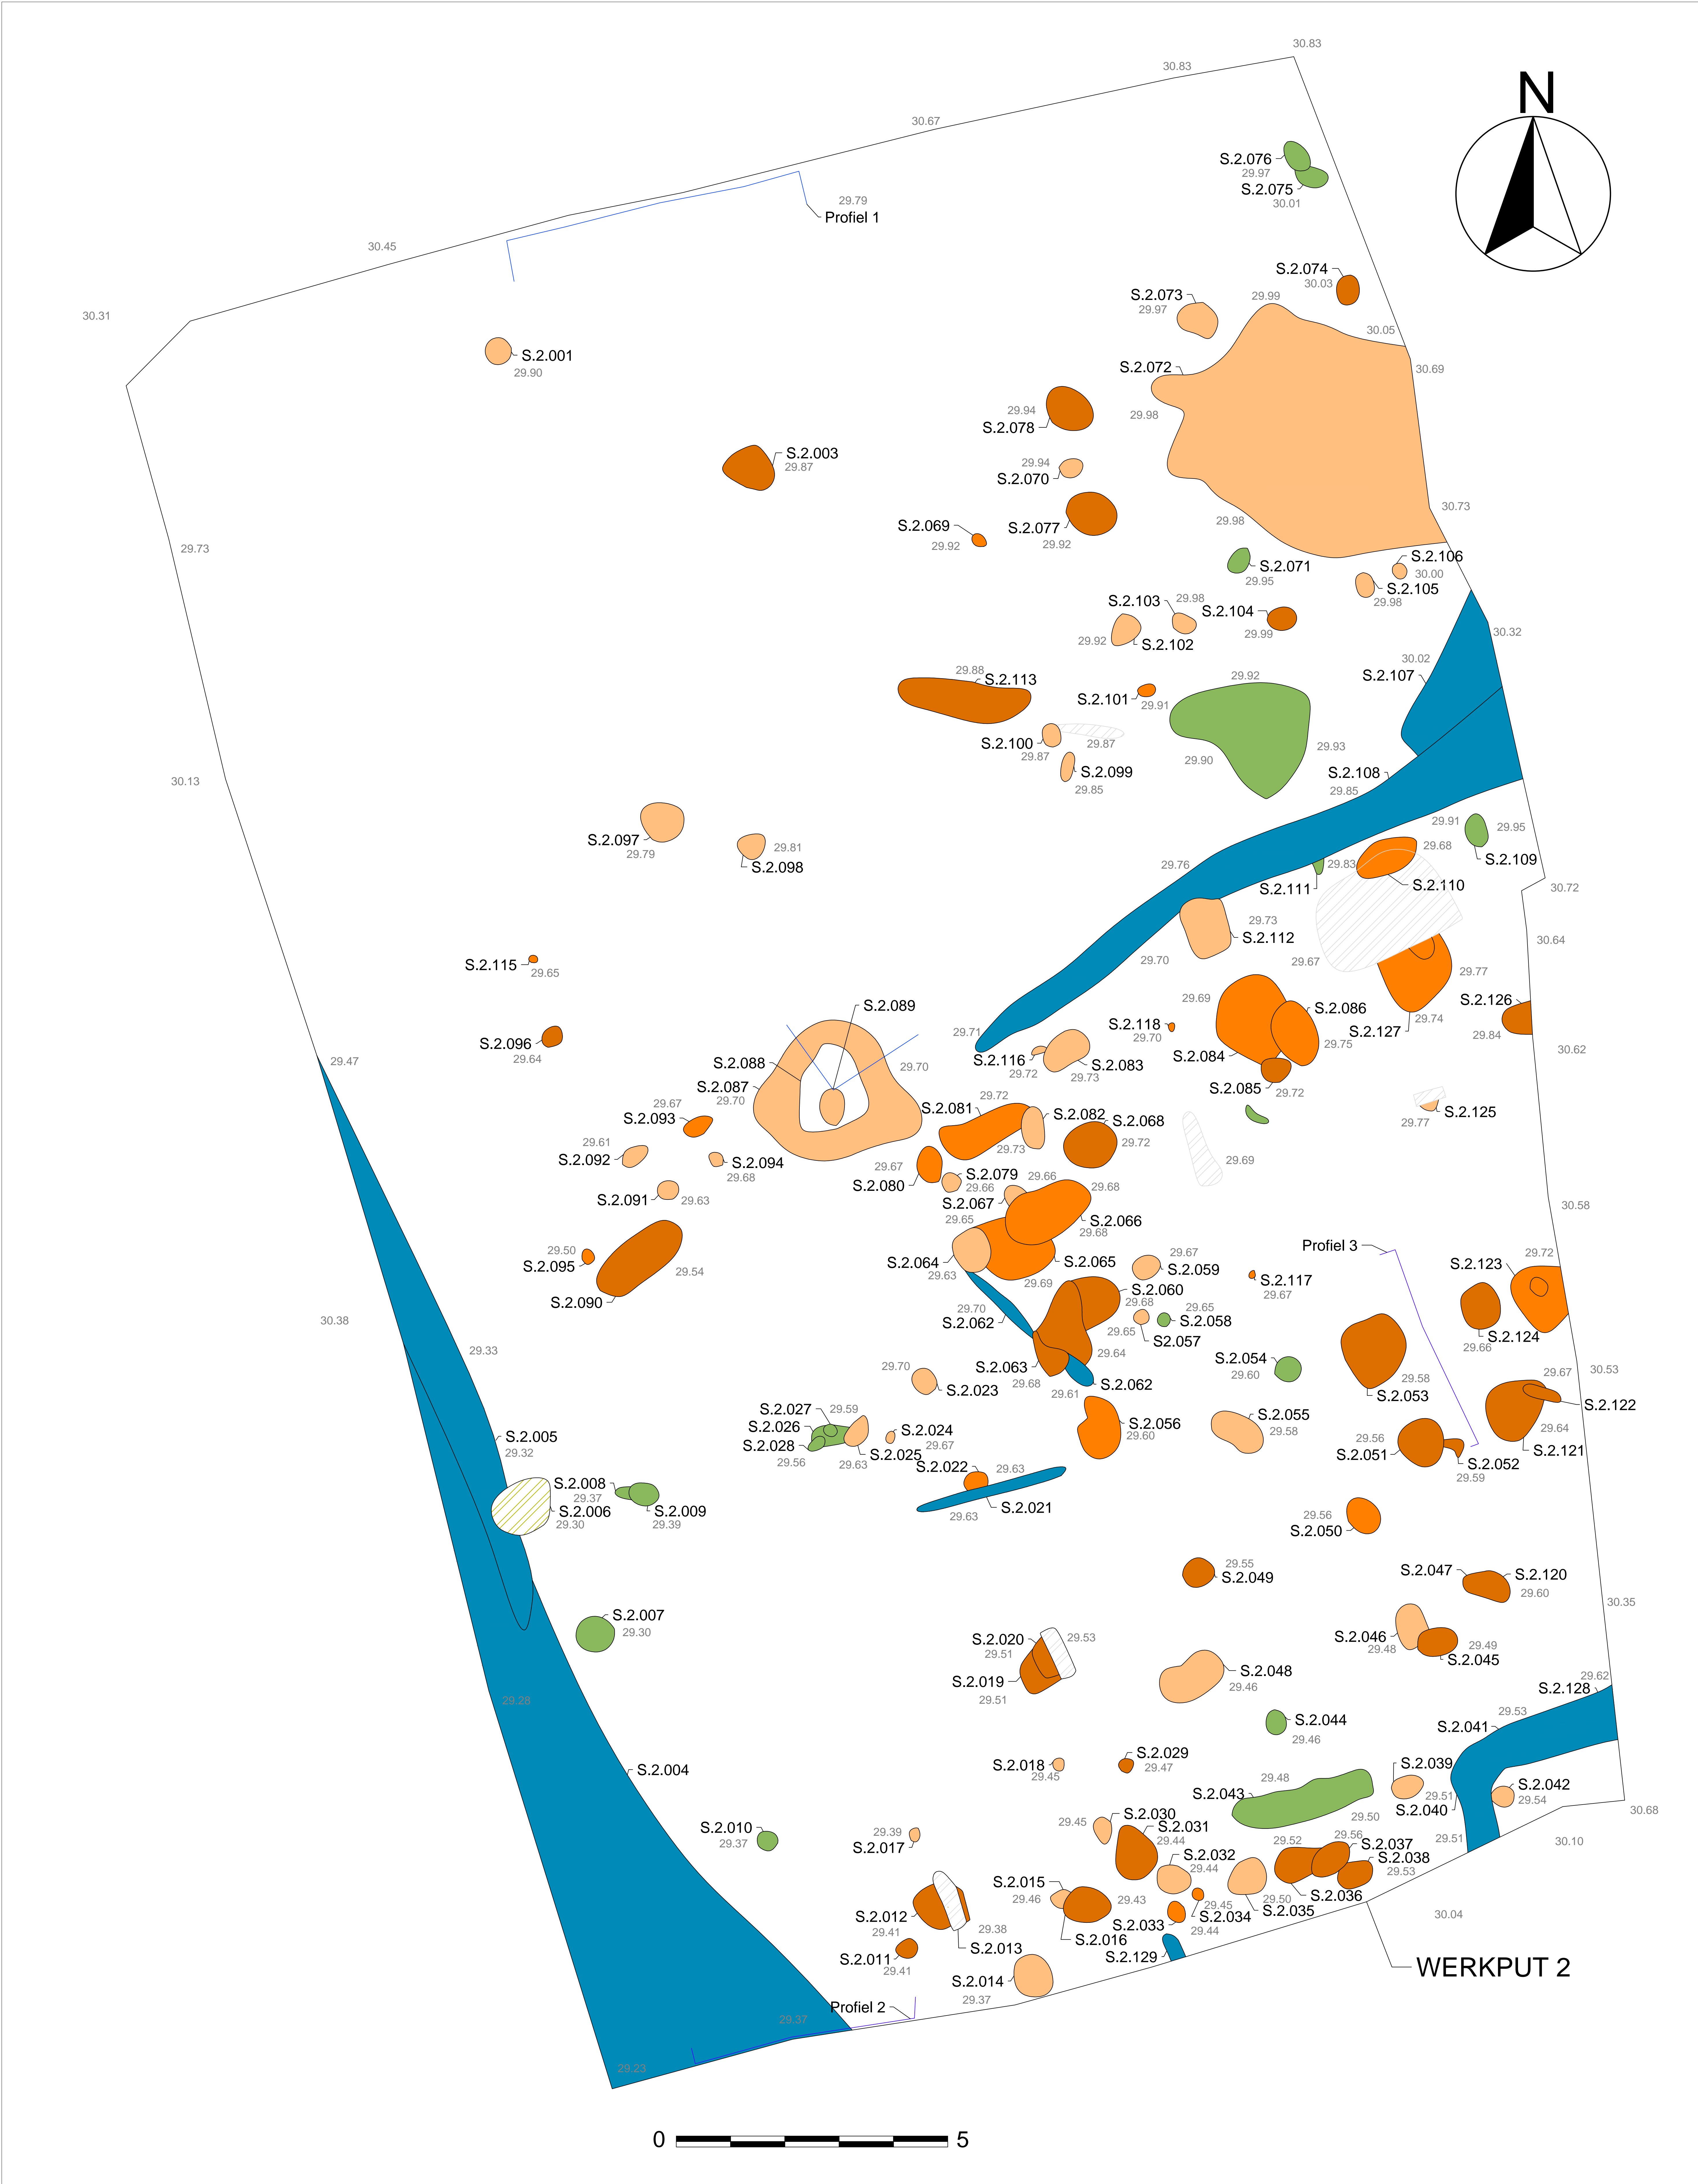 30.83
30.83
N
30.67
S.2.076
29.97
S.2.075
30.01
29.79
Profiel 1
30.45
S.2.074
30.03
S.2.073
29.97
29.99
30.31
30.05
S.2.001
29.90
S.2.072
30.69
29.98
29.94
S.2.078
S.2.003
29.87
29.94
S.2.070
30.73
S.2.069
29.92
S.2.077
29.92
29.98
29.73
S.2.106
30.00
S.2.071
29.95
S.2.105
29.98
S.2.103
29.98
S.2.104
29.99
29.92
S.2.102
30.32
30.02
S.2.107
29.88
S.2.113
29.92
S.2.101
29.91
S.2.100
29.87
29.87
29.93
29.90
S.2.099
29.85
S.2.108
29.85
30.13
29.91
29.95
S.2.097
29.79
29.81
S.2.098
29.68
S.2.109
29.76
29.83
S.2.111
S.2.110
30.72
29.73
S.2.112
30.64
29.70
29.67
S.2.115
29.65
29.77
29.69
S.2.126
S.2.089
S.2.086
29.74
S.2.127
29.84
S.2.118
29.70
29.71
S.2.096
29.64
29.75
S.2.084
30.62
29.47
S.2.088
29.70
S.2.116
29.72
S.2.083
29.73
S.2.087
29.70
S.2.085
29.72
29.67
S.2.093
29.72
S.2.081
S.2.082
S.2.068
29.72
S.2.125
29.77
29.61
S.2.092
S.2.094
29.68
29.73
29.69
29.67
S.2.080
S.2.079
29.66
29.66
29.68
S.2.091
29.63
S.2.067
29.65
S.2.066
29.68
30.58
29.50
S.2.095
29.54
S.2.064
29.63
S.2.065
29.69
29.67
S.2.059
Profiel 3
29.72
S.2.123
S.2.090
S.2.060
29.68
S.2.117
29.67
29.70
S.2.062
29.65
S.2.058
29.65
S2.057
30.38
29.33
S.2.124
29.66
29.64
S.2.063
29.68
29.61
S.2.062
S.2.054
29.60
29.70
S.2.023
29.58
S.2.053
29.67
30.53
S.2.122
S.2.027
29.59
S.2.026
S.2.028
29.56
S.2.024
29.67
S.2.025
29.63
S.2.056
29.60
S.2.055
29.58
29.64
S.2.121
29.56
S.2.051
S.2.052
29.59
S.2.005
29.32
S.2.022
29.63
S.2.021
29.63
S.2.008
29.37
S.2.006
29.30
S.2.009
29.39
29.56
S.2.050
29.55
S.2.049
S.2.047
S.2.120
29.60
S.2.007
29.30
30.35
S.2.020
29.51
29.53
S.2.019
29.51
S.2.046
29.48
29.49
S.2.045
S.2.048
29.46
29.62
S.2.128
29.28
29.53
S.2.041
S.2.044
29.46
S.2.004
S.2.018
29.45
S.2.029
29.47
29.48
S.2.043
S.2.039
29.51
S.2.040
S.2.042
29.54
29.50
30.68
S.2.010
29.37
29.39
S.2.017
29.45
S.2.030
S.2.031
29.44
29.51
30.10
29.52
29.56
S.2.037
S.2.038
29.53
S.2.032
29.44
S.2.015
29.46
29.43
29.45
S.2.034
29.50
S.2.035
S.2.036
S.2.012
29.41
29.38
S.2.033
29.44
30.04
S.2.013
S.2.016
S.2.011
29.41
S.2.129
WERKPUT 2
S.2.014
29.37
Profiel 2
29.37
29.23
0
5